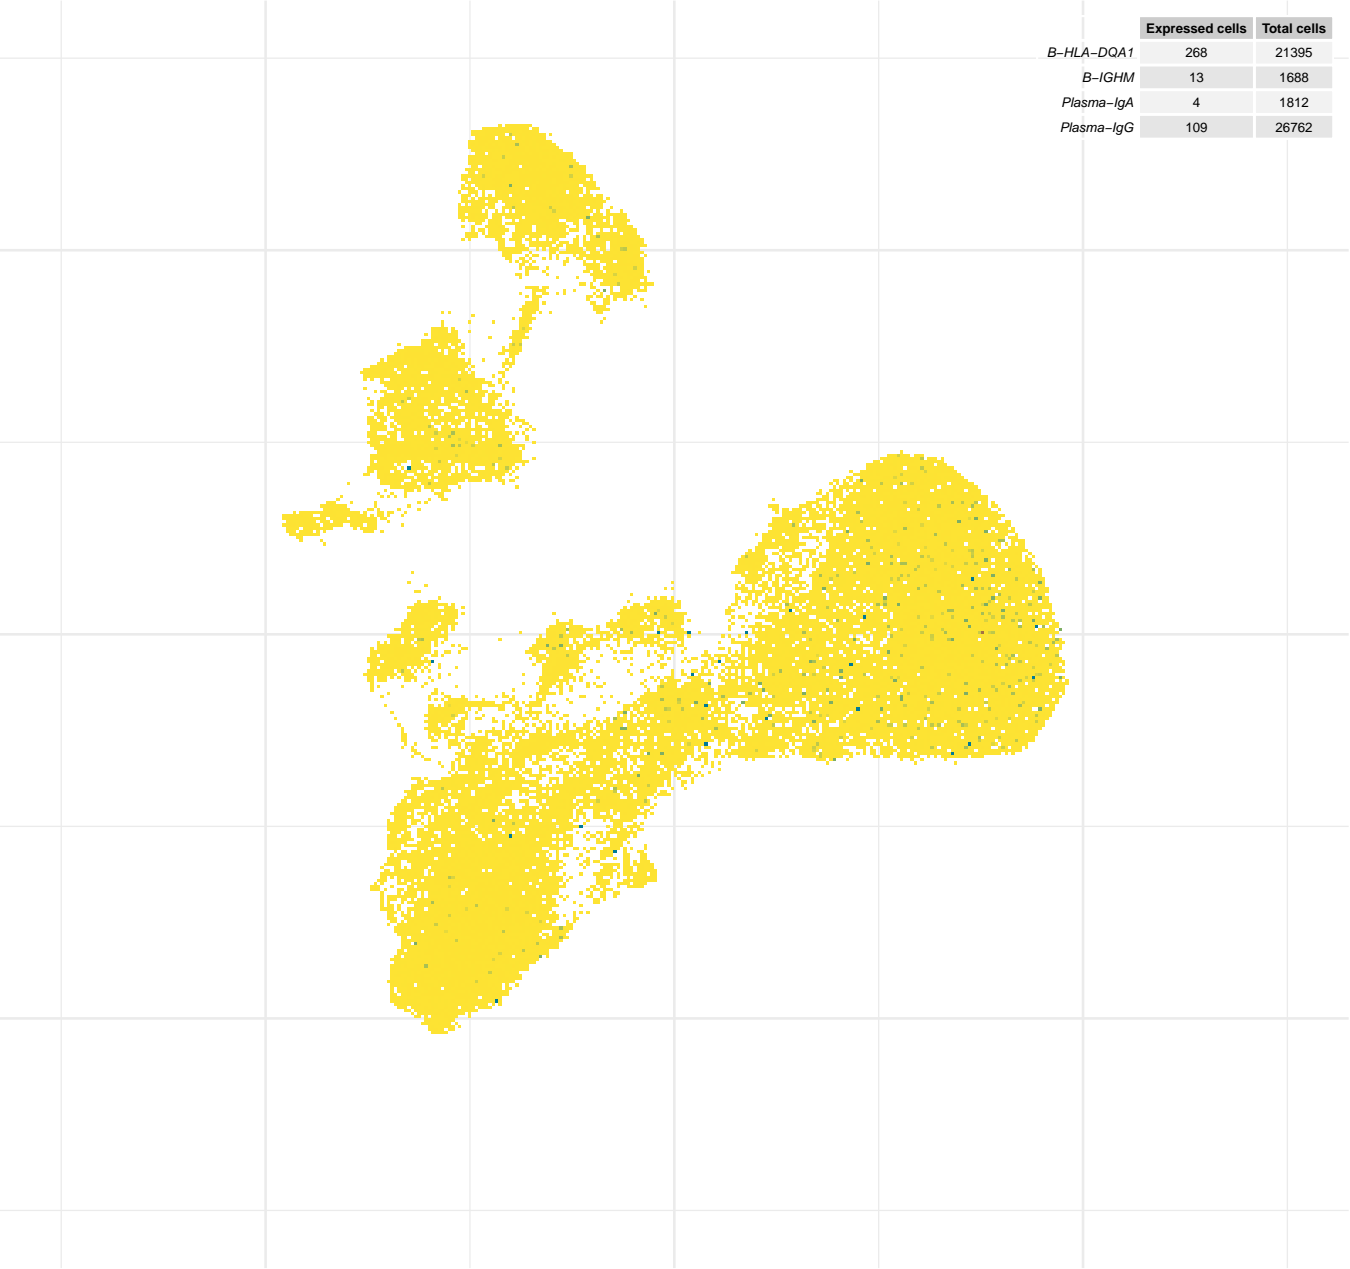 Expressed cells Total cells
B−HLA−DQA1 268 21395
B−IGHM 13 1688
Plasma−IgA 4 1812
Plasma−IgG 109 26762